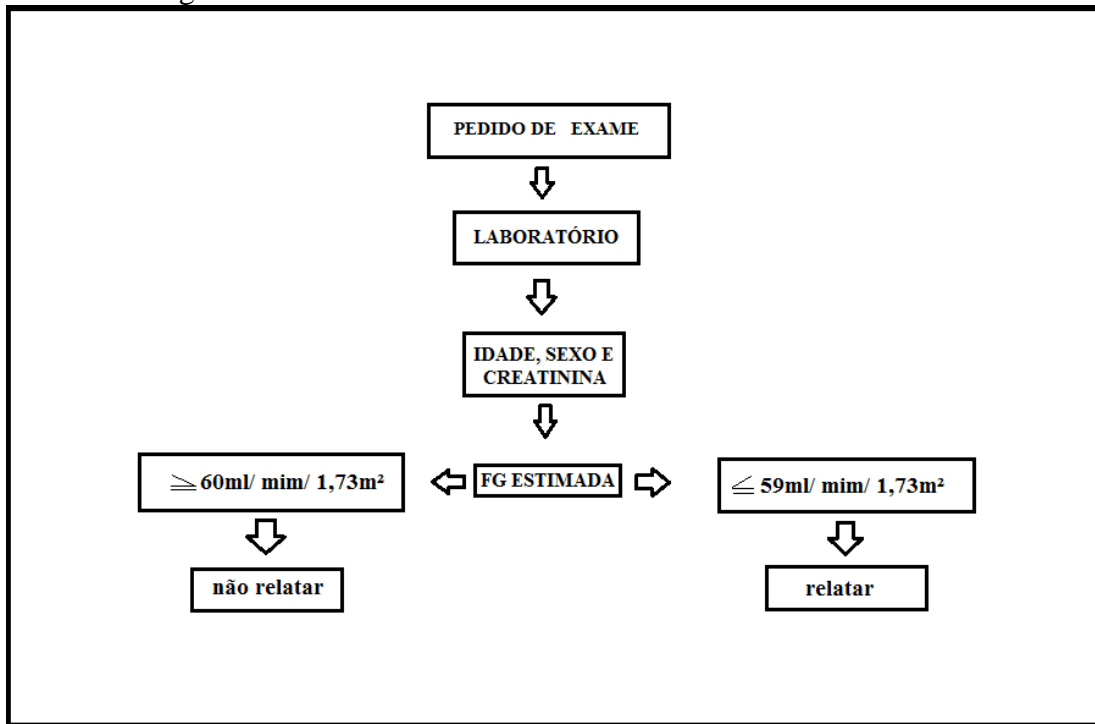 PEDIDO DE EXAME
LABORATÓRIO
IDADE, SEXO E
CREATININA
≥ 60ml/ mim/ 1,73m²
FG ESTIMADA
≤ 59ml/ mim/ 1,73m²
não relatar
relatar